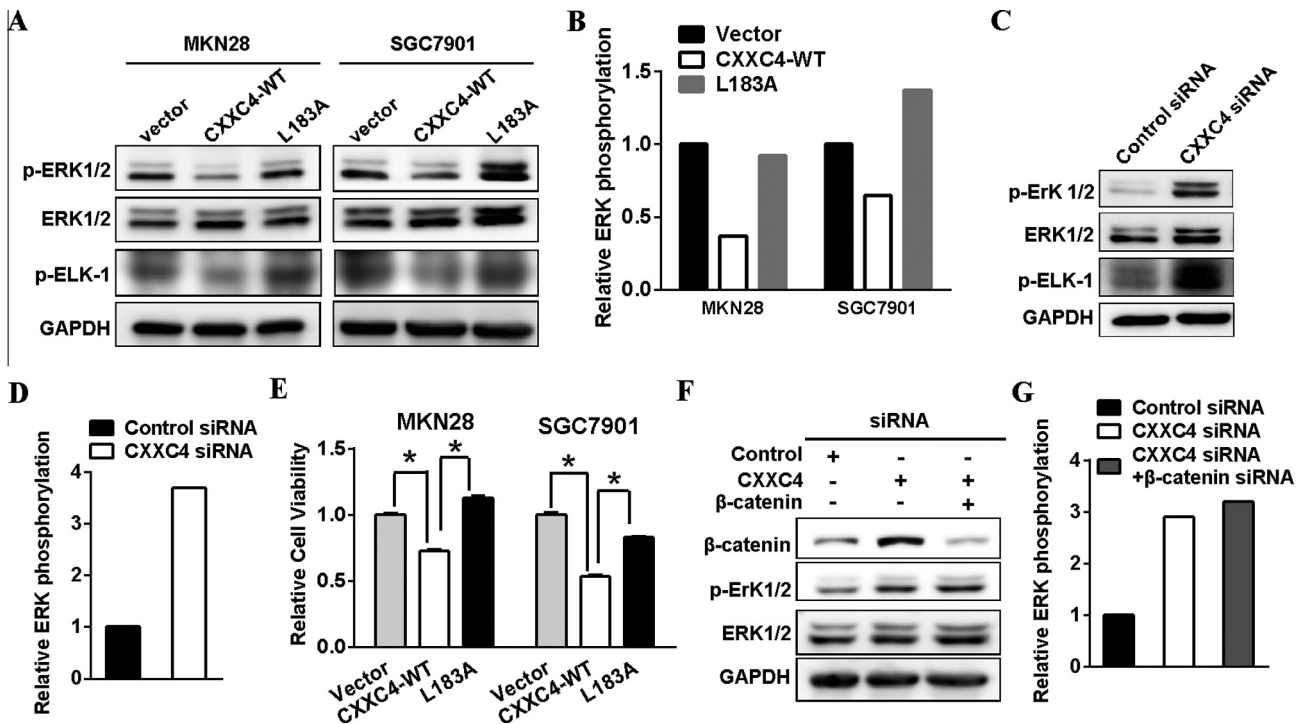 A
MKN28
SGC7901
vector
CXXC4-WT
L183A
vector
CXXC4-WT
L183A
p-ERK1/2
ERK1/2
p-ELK-1
GAPDH
B
Vector
CXXC4-WT
L183A
Relative ERK phosphorylation
1.5
1.0
0.5
0.0
MKN28
SGC7901
C
Control siRNA
CXXC4 siRNA
p-ErK 1/2
ERK1/2
p-ELK-1
GAPDH
D
Control siRNA
CXXC4 siRNA
Relative ERK phosphorylation
4
3
2
1
0
E
MKN28
SGC7901
Relative Cell Viability
1.5
1.0
0.5
0.0
*
*
*
*
Vector
CXXC4-WT
L183A
Vector
CXXC4-WT
L183A
F
siRNA
Control + - -
CXXC4 - + +
β-catenin - - +
β-catenin
p-ErK1/2
ERK1/2
GAPDH
G
Control siRNA
CXXC4 siRNA
CXXC4 siRNA
+β-catenin siRNA
Relative ERK phosphorylation
4
3
2
1
0